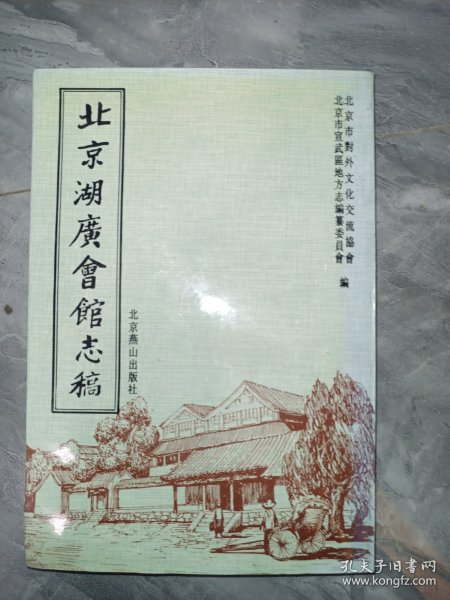 北京市對外文化交流協會
北京市宣武區地方志編纂委員會
編
北京湖廣會館志稿
北京燕山出版社
孔夫子旧书网
www.kongfz.com